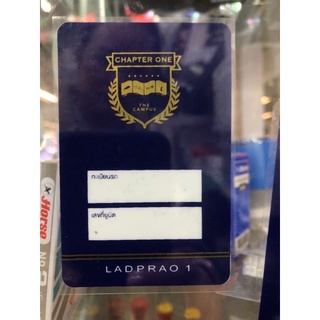 CHAPTER ONE
THE
CAMPUS
ทะเบียนรถ
เลขที่ยูนิต
LADPRAO 1
Horse
NO.